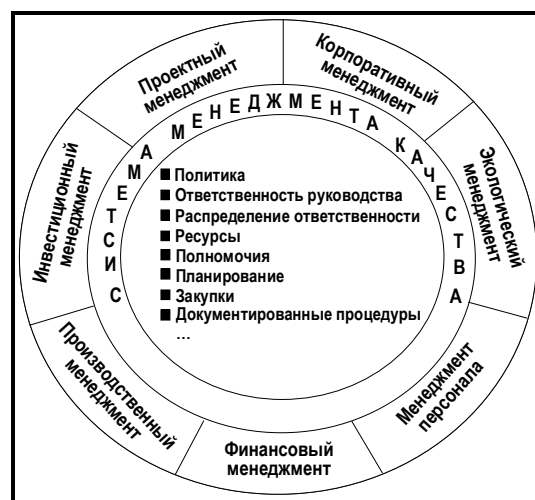 Проектный
менеджмент
Корпоративный
менеджмент
Экологический
менеджмент
Менеджмент
персонала
Финансовый
менеджмент
Производственный
менеджмент
Инвестиционный
менеджмент
СИСТЕМА МЕНЕДЖМЕНТА КАЧЕСТВА
■ Политика
■ Ответственность руководства
■ Распределение ответственности
■ Ресурсы
■ Полномочия
■ Планирование
■ Закупки
■ Документированные процедуры
…